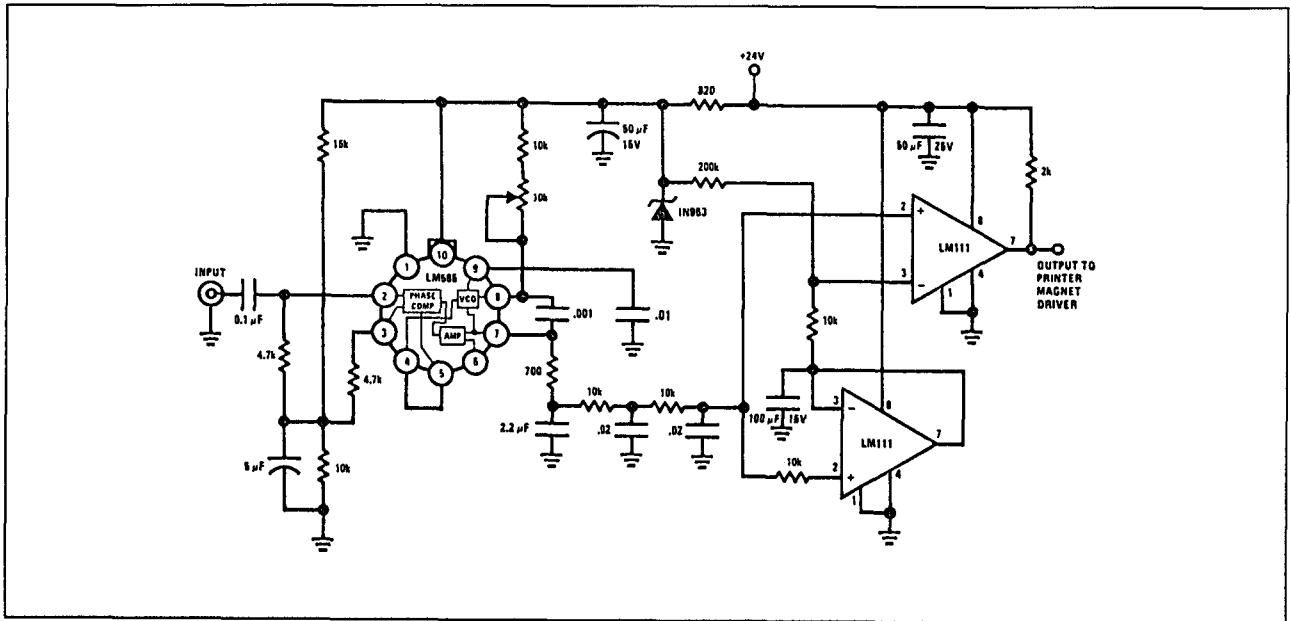 +24V
820
15k
10k
50 µF
15V
50 µF
25V
2k
200k
IN963
2
+
8
LM111
7
3
−
4
1
OUTPUT TO
PRINTER
MAGNET
DRIVER
INPUT
0.1 µF
1
10
9
LM565
2
PHASE
COMP
VCO
8
3
AMP
7
4
5
6
.001
.01
4.7k
4.7k
700
10k
10k
10k
2.2 µF
.02
.02
100 µF
15V
3
−
8
LM111
7
10k
2
+
4
1
5 µF
10k